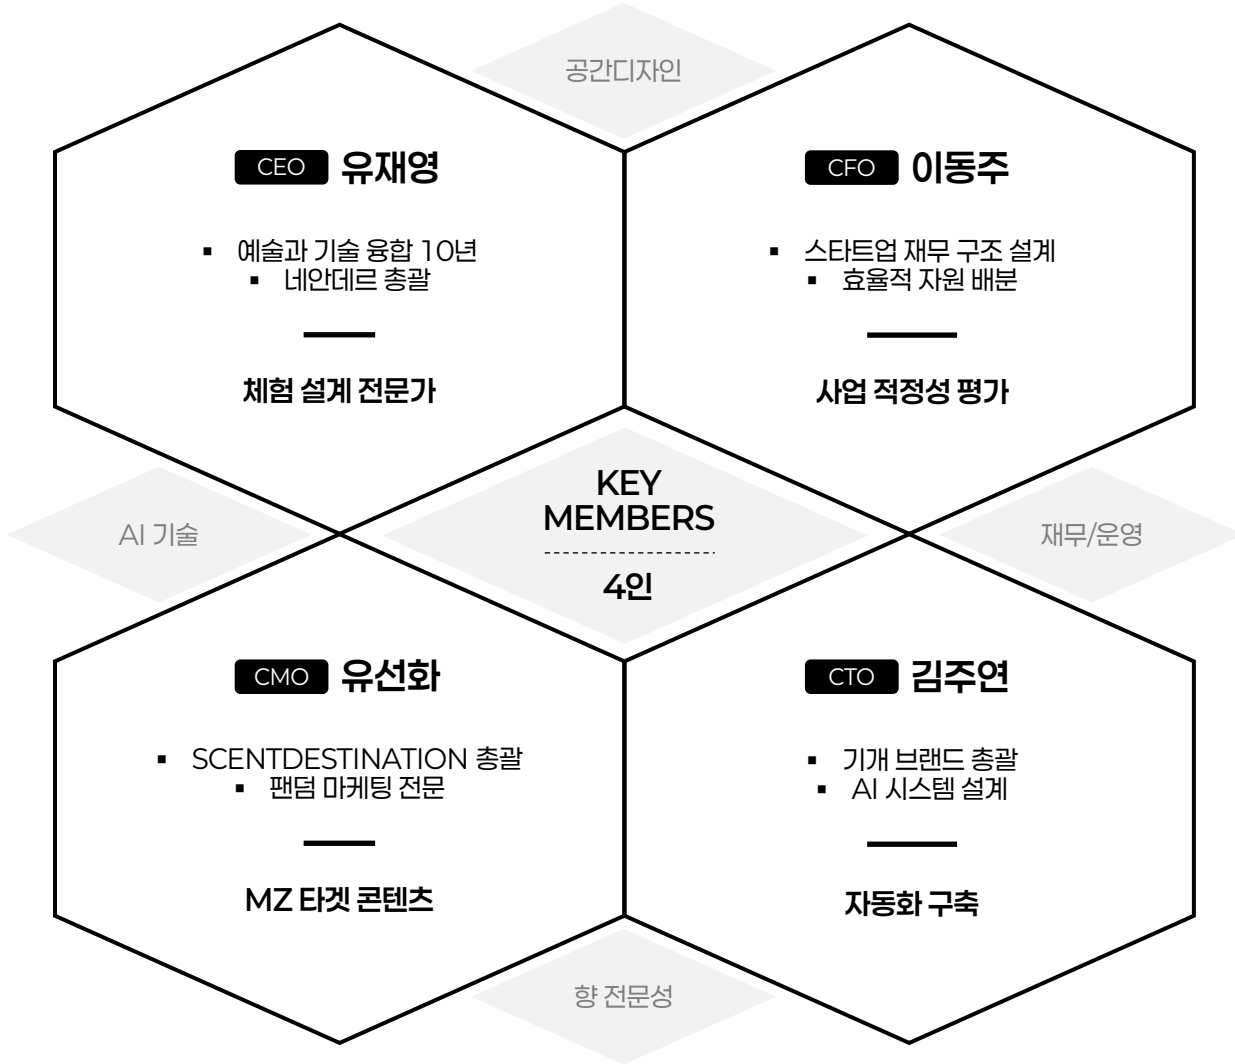 공간디자인
CEO 유재영
▪ 예술과 기술 융합 10년
▪ 네안데르 총괄
체험 설계 전문가
CFO 이동주
▪ 스타트업 재무 구조 설계
▪ 효율적 자원 배분
사업 적정성 평가
AI 기술
KEY
MEMBERS
4인
재무/운영
CMO 유선화
▪ SCENTDESTINATION 총괄
▪ 팬덤 마케팅 전문
MZ 타겟 콘텐츠
CTO 김주연
▪ 기개 브랜드 총괄
▪ AI 시스템 설계
자동화 구축
향 전문성